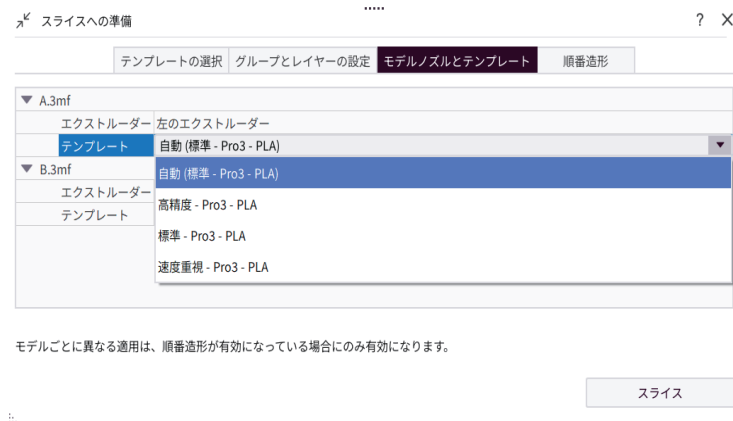 スライスへの準備 ?
テンプレートの選択 グループとレイヤーの設定 モデルノズルとテンプレート 順番造形
A.3mf
エクストルーダー 左のエクストルーダー
テンプレート 自動 (標準 - Pro3 - PLA)
B.3mf
自動 (標準 - Pro3 - PLA)
エクストルーダー
高精度 - Pro3 - PLA
テンプレート
標準 - Pro3 - PLA
速度重視 - Pro3 - PLA
モデルごとに異なる適用は、順番造形が有効になっている場合にのみ有効になります。
スライス